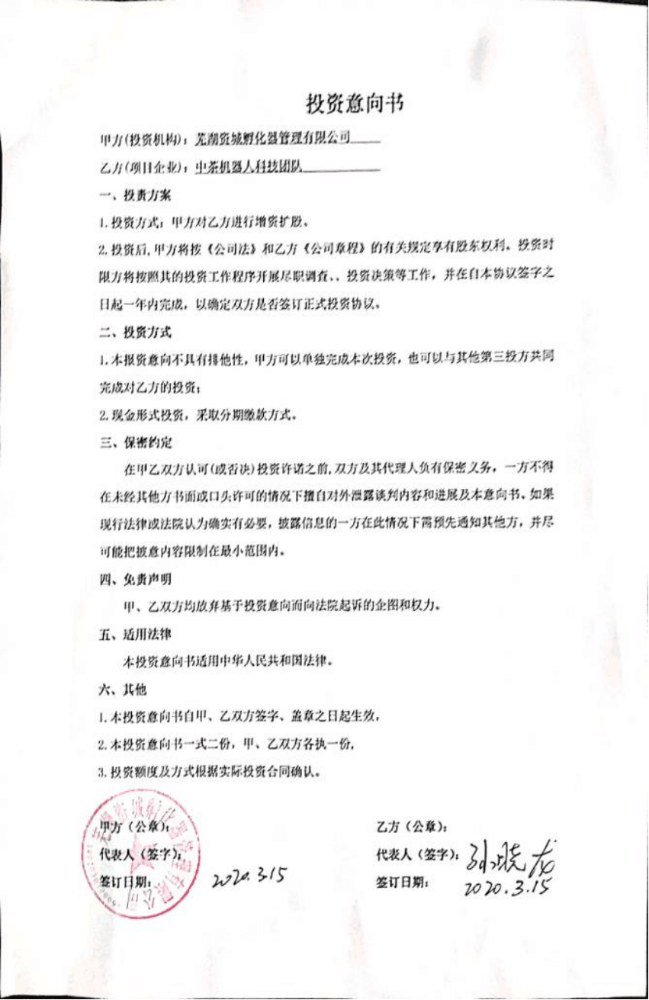 投资意向书
甲方(投资机构)：芜湖资城孵化器管理有限公司
乙方(项目企业)：中茶机器人科技团队
一、投资方案
1.投资方式：甲方对乙方进行增资扩股、
2.投资后,甲方将按《公司法》和乙方《公司章程》的有关规定享有股东权利。投资时
限方将按照其的投资工作程序开展尽职调查、、投资决策等工作，并在自本协议签字之
日起一年内完成，以确定双方是否签订正式投资协议。
二、投资方式
1.本报资意向不具有排他性，甲方可以单独完成本次投资，也可以与其他第三投方共同
完成对乙方的投资；
2.现金形式投资，采取分期缴款方式。
三、保密约定
在甲乙双方认可(或否决)投资许诺之前,双方及其代理人负有保密义务，一方不得
在未经其他方书面或口头许可的情况下擅自对外泄露谈判内容和进展及本意向书、如果
现行法律或法院认为确实有必要，披露信息的一方在此情况下需预先通知其他方，并尽
可能把披意内容限制在最小范围内。
四、免责声明
甲、乙双方均放弃基于投资意向而向法院起诉的企图和权力。
五、适用法律
本投资意向书适用中华人民共和国法律。
六、其他
1.本投资意向书自甲、乙双方签字、盖章之日起生效，
2.本投资意向书一式二份，甲、乙双方各执一份，
3.投资额度及方式根据实际投资合同确认。
甲方（公章）：
乙方（公章）：
代表人（签字）：
代表人（签字）：孙晓龙
签订日期：2020.3.15
签订日期：2020.3.15
芜湖资城孵化器管理有限公司